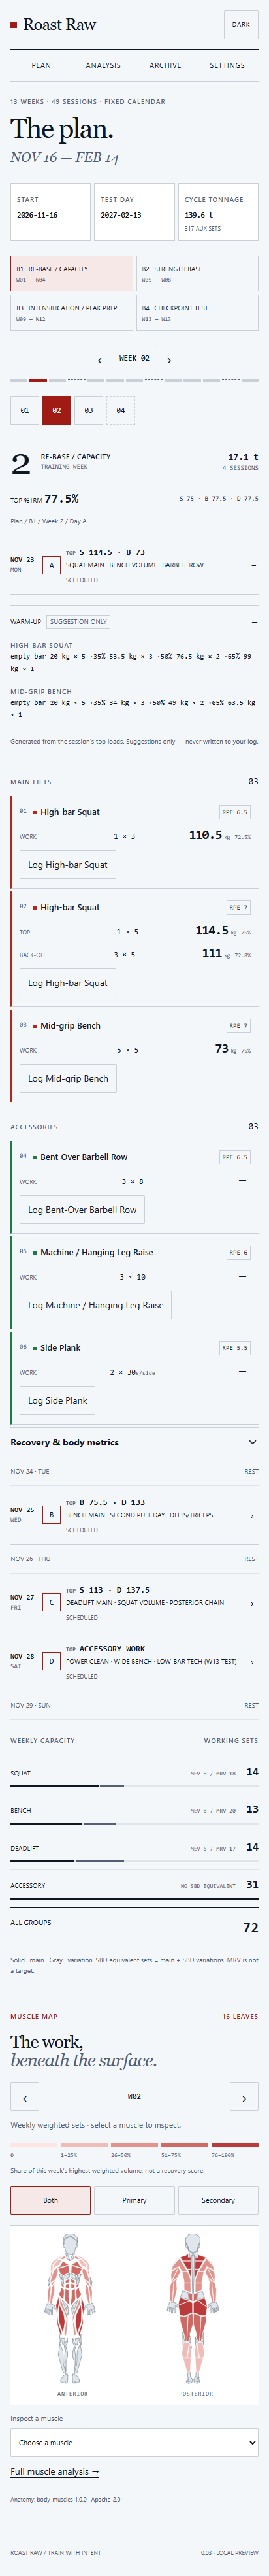 Roast Raw
DARK
PLAN ANALYSIS ARCHIVE SETTINGS
13 WEEKS · 49 SESSIONS · FIXED CALENDAR
The plan.
NOV 16 — FEB 14
START
2026-11-16
TEST DAY
2027-02-13
CYCLE TONNAGE
139.6 t
317 AUX SETS
B1 · RE-BASE / CAPACITY
W01 — W04
B2 · STRENGTH BASE
W05 — W08
B3 · INTENSIFICATION / PEAK PREP
W09 — W12
B4 · CHECKPOINT TEST
W13 — W13
‹ WEEK 02 ›
01 02 03 04
2 RE-BASE / CAPACITY 17.1 t
TRAINING WEEK 4 SESSIONS
TOP %1RM 77.5% S 75 · B 77.5 · D 77.5
Plan / B1 / Week 2 / Day A
NOV 23
MON
A
TOP S 114.5 · B 73
SQUAT MAIN · BENCH VOLUME · BARBELL ROW
SCHEDULED
–
WARM-UP SUGGESTION ONLY –
HIGH-BAR SQUAT
empty bar 20 kg × 5 ·35% 53.5 kg × 3 ·50% 76.5 kg × 2 ·65% 99
kg × 1
MID-GRIP BENCH
empty bar 20 kg × 5 ·35% 34 kg × 3 ·50% 49 kg × 2 ·65% 63.5 kg
× 1
Generated from the session's top loads. Suggestions only — never written to your log.
MAIN LIFTS 03
01 High-bar Squat RPE 6.5
WORK 1 × 3 110.5 kg 72.5%
Log High-bar Squat
02 High-bar Squat RPE 7
TOP 1 × 5 114.5 kg 75%
BACK-OFF 3 × 5 111 kg 72.8%
Log High-bar Squat
03 Mid-grip Bench RPE 7
WORK 5 × 5 73 kg 75%
Log Mid-grip Bench
ACCESSORIES 03
04 Bent-Over Barbell Row RPE 6.5
WORK 3 × 8 —
Log Bent-Over Barbell Row
05 Machine / Hanging Leg Raise RPE 6
WORK 3 × 10 —
Log Machine / Hanging Leg Raise
06 Side Plank RPE 5.5
WORK 2 × 30s/side —
Log Side Plank
Recovery & body metrics
NOV 24 · TUE REST
NOV 25
WED
B
TOP B 75.5 · D 133
BENCH MAIN · SECOND PULL DAY · DELTS/TRICEPS
SCHEDULED
›
NOV 26 · THU REST
NOV 27
FRI
C
TOP S 113 · D 137.5
DEADLIFT MAIN · SQUAT VOLUME · POSTERIOR CHAIN
SCHEDULED
›
NOV 28
SAT
D
TOP ACCESSORY WORK
POWER CLEAN · WIDE BENCH · LOW-BAR TECH (W13 TEST)
SCHEDULED
›
NOV 29 · SUN REST
WEEKLY CAPACITY WORKING SETS
SQUAT MEV 8 / MRV 18 14
BENCH MEV 8 / MRV 20 13
DEADLIFT MEV 6 / MRV 17 14
ACCESSORY NO SBD EQUIVALENT 31
ALL GROUPS 72
Solid · main Gray · variation. SBD equivalent sets = main + SBD variations. MRV is not
a target.
MUSCLE MAP 16 LEAVES
The work,
beneath the surface.
‹ W02 ›
Weekly weighted sets · select a muscle to inspect.
0 1–25% 26–50% 51–75% 76–100%
Share of this week's highest weighted volume; not a recovery score.
Both Primary Secondary
ANTERIOR POSTERIOR
Inspect a muscle
Choose a muscle
Full muscle analysis →
Anatomy: body-muscles 1.0.0 · Apache-2.0
ROAST RAW / TRAIN WITH INTENT 0.03 · LOCAL PREVIEW